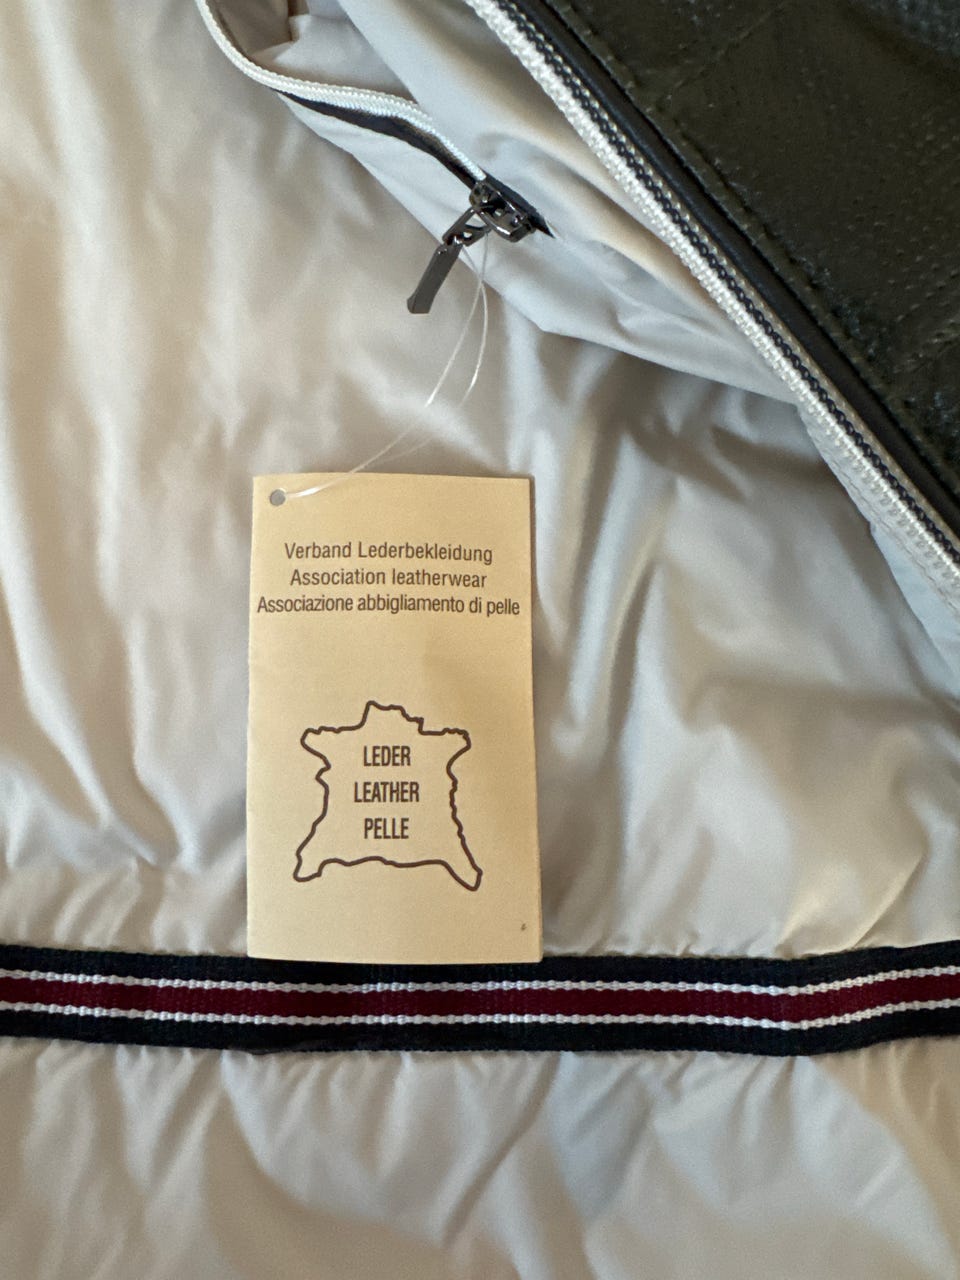 Verband Lederbekleidung
Association leatherwear
Associazione abbigliamento di pelle
LEDER
LEATHER
PELLE